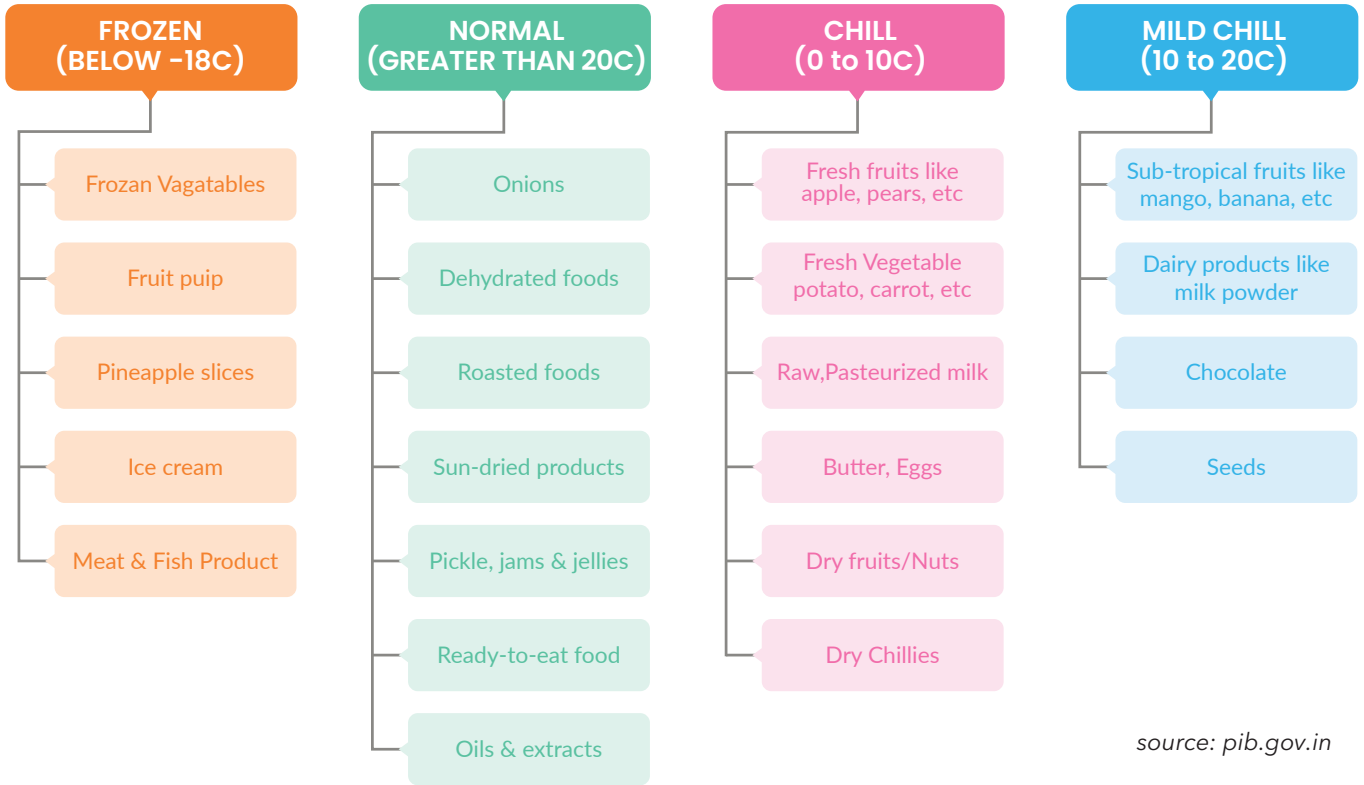 FROZEN
(BELOW -18C)
Frozan Vagatables
Fruit puip
Pineapple slices
Ice cream
Meat & Fish Product
NORMAL
(GREATER THAN 20C)
Onions
Dehydrated foods
Roasted foods
Sun-dried products
Pickle, jams & jellies
Ready-to-eat food
Oils & extracts
CHILL
(0 to 10C)
Fresh fruits like
apple, pears, etc
Fresh Vegetable
potato, carrot, etc
Raw,Pasteurized milk
Butter, Eggs
Dry fruits/Nuts
Dry Chillies
MILD CHILL
(10 to 20C)
Sub-tropical fruits like
mango, banana, etc
Dairy products like
milk powder
Chocolate
Seeds
source: pib.gov.in